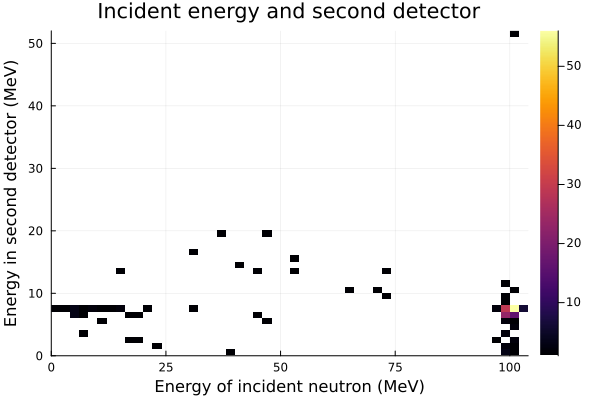 Incident energy and second detector
Energy in second detector (MeV)
50
40
30
20
10
0
0 25 50 75 100
Energy of incident neutron (MeV)
50
40
30
20
10